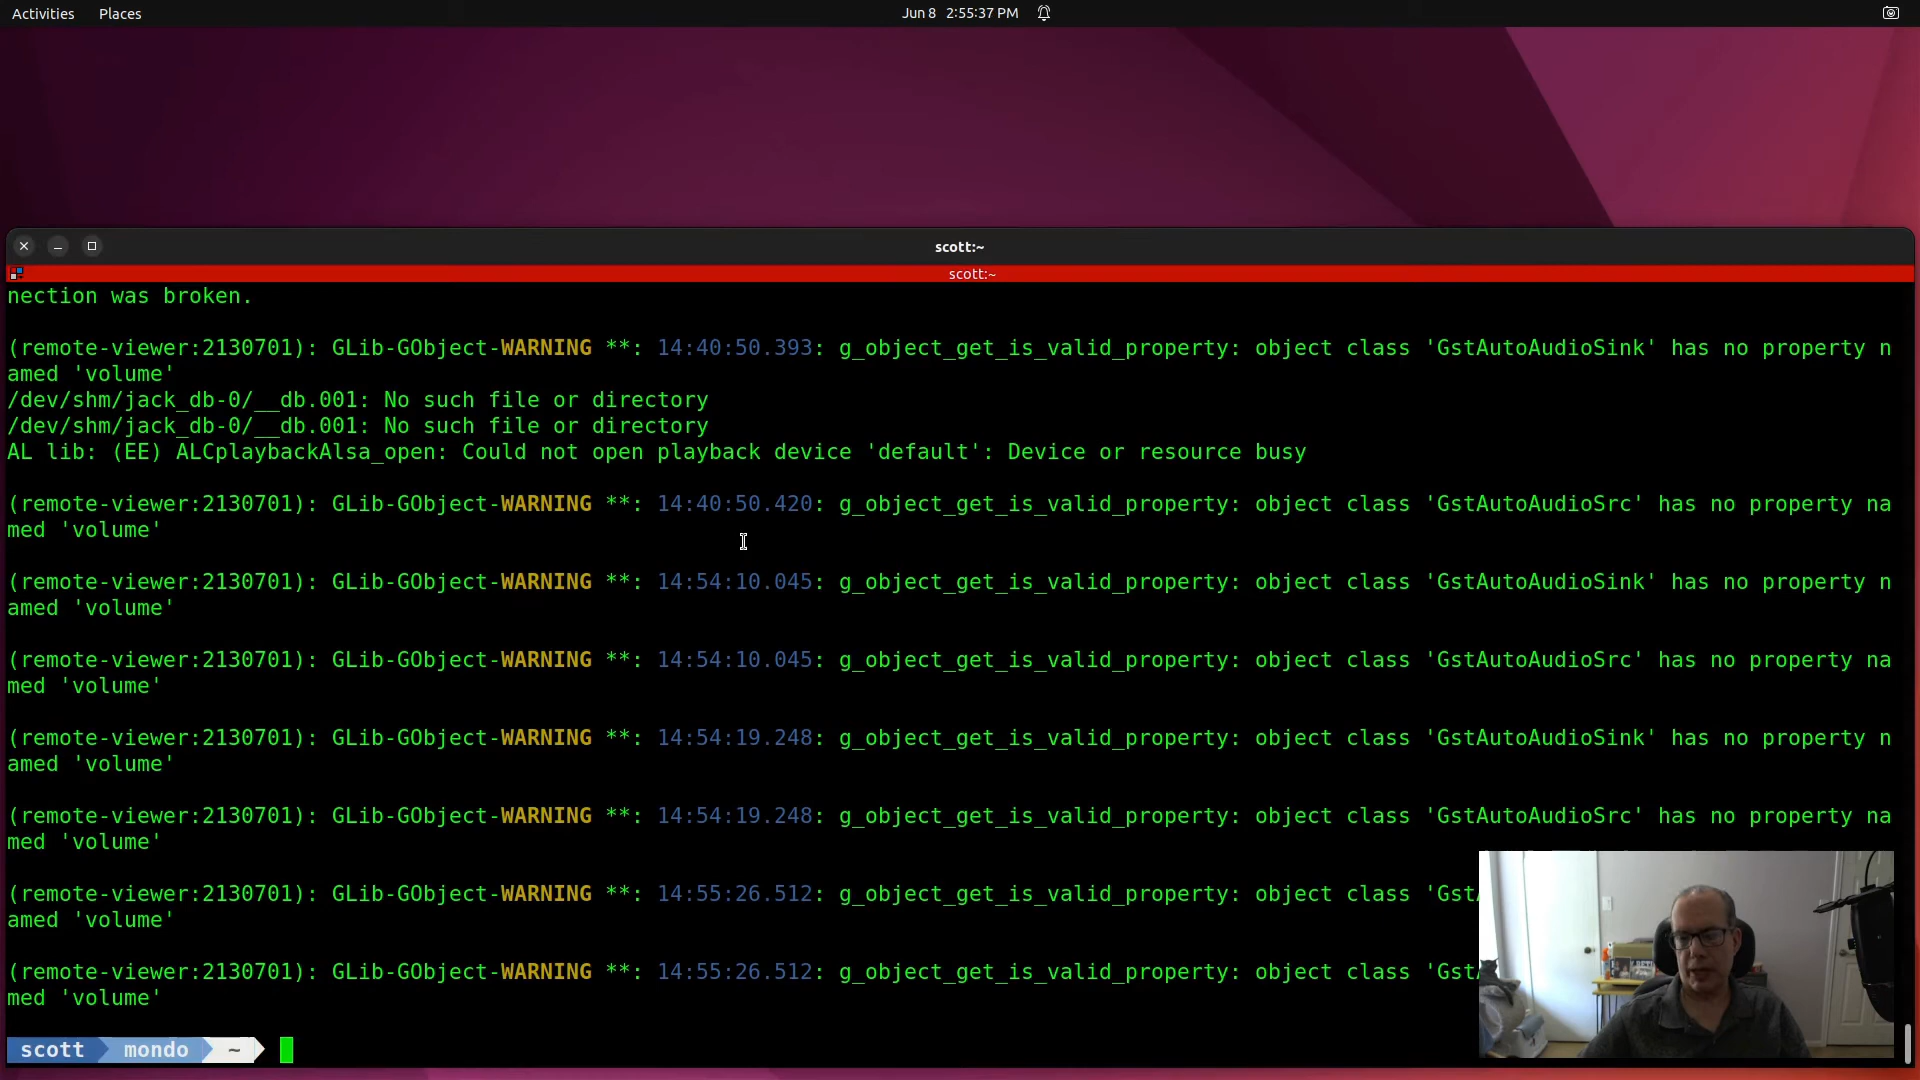 Activities Places Jun 8 2:55:37 PM
scott:~
scott:~
nection was broken.
(remote-viewer:2130701): GLib-GObject-WARNING **: 14:40:50.393: g_object_get_is_valid_property: object class 'GstAutoAudioSink' has no property n
amed 'volume'
/dev/shm/jack_db-0/__db.001: No such file or directory
/dev/shm/jack_db-0/__db.001: No such file or directory
AL lib: (EE) ALCplaybackAlsa_open: Could not open playback device 'default': Device or resource busy
(remote-viewer:2130701): GLib-GObject-WARNING **: 14:40:50.420: g_object_get_is_valid_property: object class 'GstAutoAudioSrc' has no property na
med 'volume'
(remote-viewer:2130701): GLib-GObject-WARNING **: 14:54:10.045: g_object_get_is_valid_property: object class 'GstAutoAudioSink' has no property n
amed 'volume'
(remote-viewer:2130701): GLib-GObject-WARNING **: 14:54:10.045: g_object_get_is_valid_property: object class 'GstAutoAudioSrc' has no property na
med 'volume'
(remote-viewer:2130701): GLib-GObject-WARNING **: 14:54:19.248: g_object_get_is_valid_property: object class 'GstAutoAudioSink' has no property n
amed 'volume'
(remote-viewer:2130701): GLib-GObject-WARNING **: 14:54:19.248: g_object_get_is_valid_property: object class 'GstAutoAudioSrc' has no property na
med 'volume'
(remote-viewer:2130701): GLib-GObject-WARNING **: 14:55:26.512: g_object_get_is_valid_property: object class 'Gst
amed 'volume'
(remote-viewer:2130701): GLib-GObject-WARNING **: 14:55:26.512: g_object_get_is_valid_property: object class 'Gst
med 'volume'
scott mondo ~